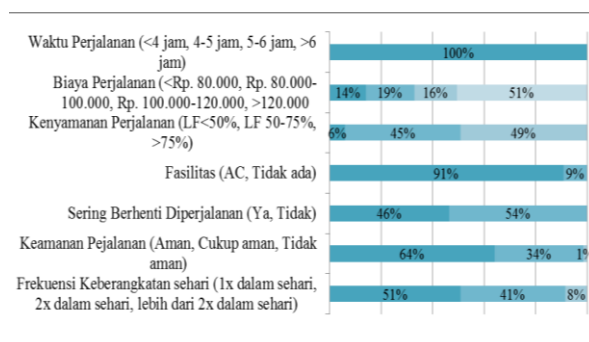 Waktu Perjalanan (<4 jam, 4-5 jam, 5-6 jam, >6
jam)
100%
Biaya Perjalanan (<Rp. 80.000, Rp. 80.000-
100.000, Rp. 100.000-120.000, >120.000
14% 19% 16% 51%
Kenyamanan Perjalanan (LF<50%, LF 50-75%,
>75%)
6% 45% 49%
Fasilitas (AC, Tidak ada)
91% 9%
Sering Berhenti Diperjalanan (Ya, Tidak)
46% 54%
Keamanan Pejalanan (Aman, Cukup aman, Tidak
aman)
64% 34% 1%
Frekuensi Keberangkatan sehari (1x dalam sehari,
2x dalam sehari, lebih dari 2x dalam sehari)
51% 41% 8%